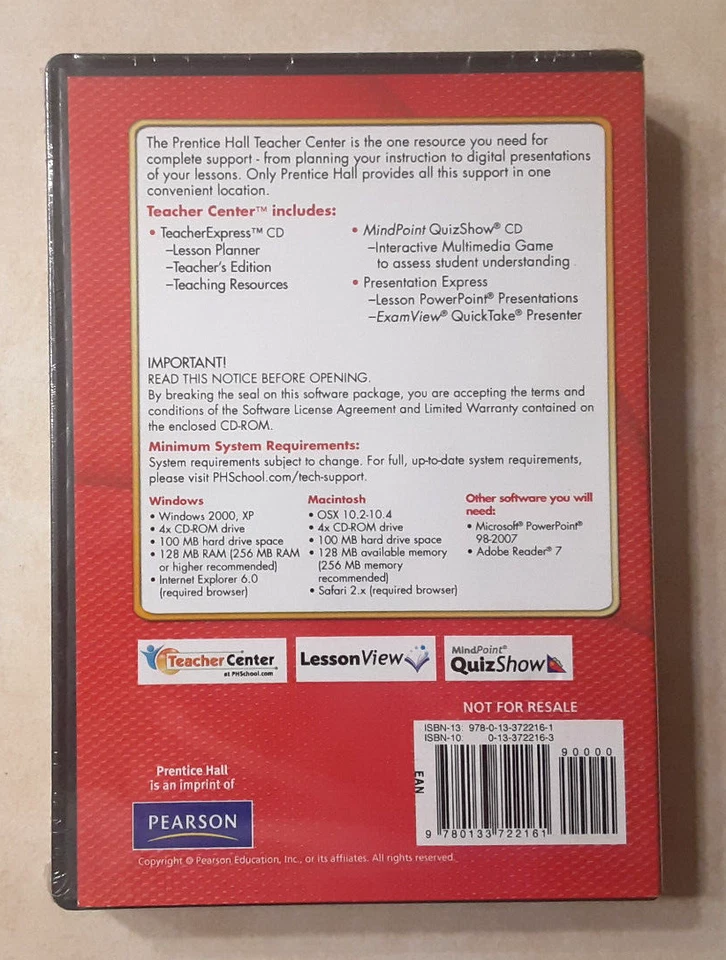 The Prentice Hall Teacher Center is the one resource you need for
complete support - from planning your instruction to digital presentations
of your lessons. Only Prentice Hall provides all this support in one
convenient location.
Teacher Center™ includes:
• TeacherExpress™ CD
–Lesson Planner
–Teacher's Edition
–Teaching Resources
• MindPoint QuizShow® CD
–Interactive Multimedia Game
to assess student understanding
• Presentation Express
–Lesson PowerPoint® Presentations
–ExamView® QuickTake® Presenter
IMPORTANT!
READ THIS NOTICE BEFORE OPENING.
By breaking the seal on this software package, you are accepting the terms and
conditions of the Software License Agreement and Limited Warranty contained on
the enclosed CD-ROM.
Minimum System Requirements:
System requirements subject to change. For full, up-to-date system requirements,
please visit PHSchool.com/tech-support.
Windows
• Windows 2000, XP
• 4x CD-ROM drive
• 100 MB hard drive space
• 128 MB RAM (256 MB RAM
or higher recommended)
• Internet Explorer 6.0
(required browser)
Macintosh
• OSX 10.2-10.4
• 4x CD-ROM drive
• 100 MB hard drive space
• 128 MB available memory
(256 MB memory
recommended)
• Safari 2.x (required browser)
Other software you will
need:
• Microsoft® PowerPoint®
98-2007
• Adobe Reader® 7
Teacher Center
at PHSchool.com
LessonView
MindPoint®
QuizShow
NOT FOR RESALE
ISBN-13: 978-0-13-372216-1
ISBN-10: 0-13-372216-3
90000
EAN
9 780133 722161
Prentice Hall
is an imprint of
PEARSON
Copyright © Pearson Education, Inc., or its affiliates. All rights reserved.